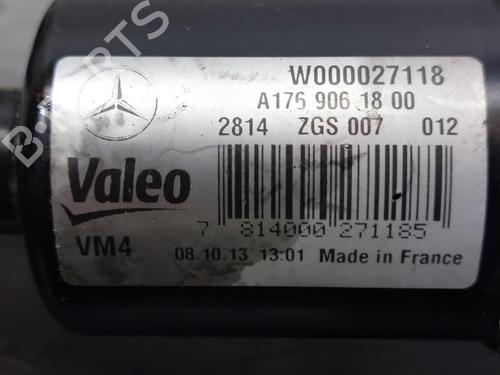 W000027118
A176 906 18 00
2814 ZGS 007 012
Valeo
VM4
7 814000 271185
08.10.13 13:01 Made in France
B-PARTS